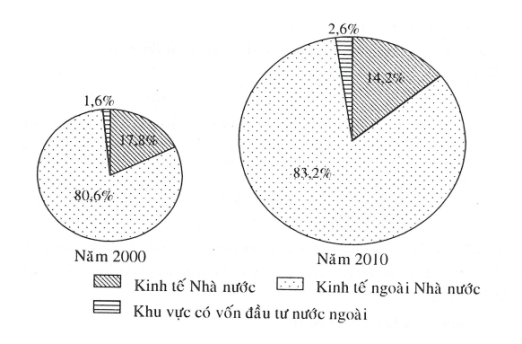 2,6%
14,2%
1,6%
17,8%
83,2%
80,6%
Năm 2000
Năm 2010
Kinh tế Nhà nước
Kinh tế ngoài Nhà nước
Khu vực có vốn đầu tư nước ngoài